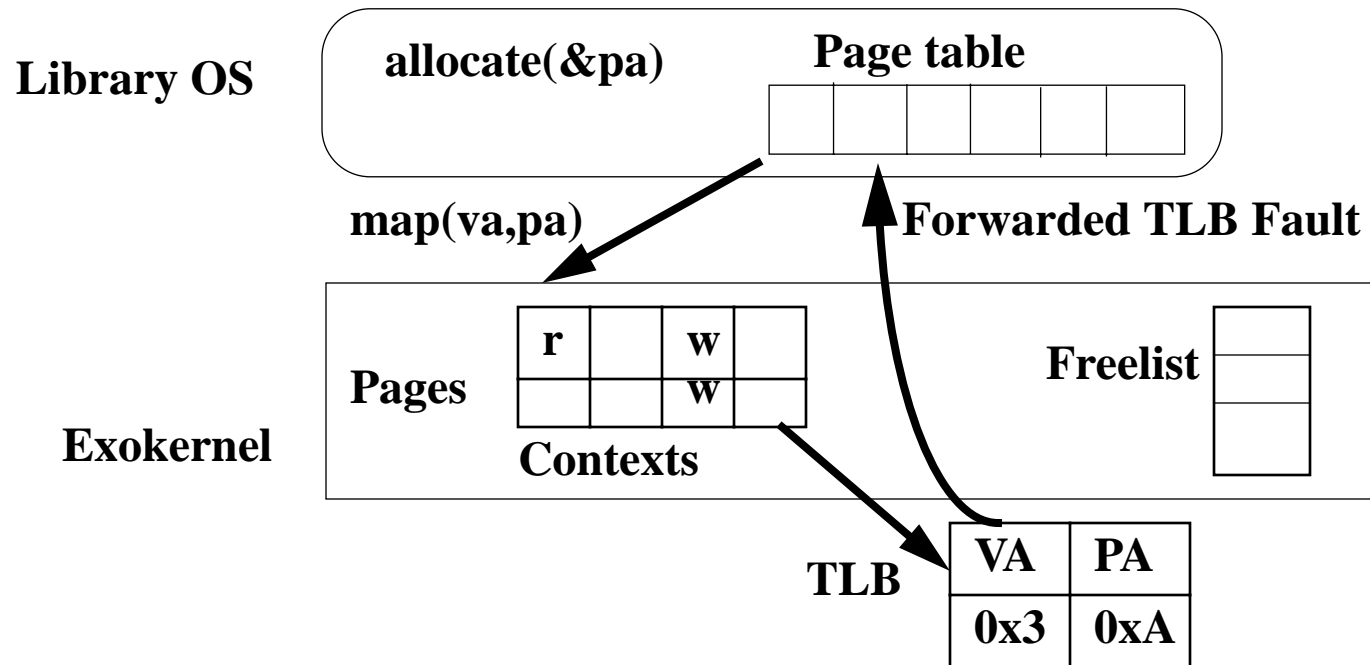 Library OS
allocate(&pa)
Page table
map(va,pa)
Forwarded TLB Fault
Exokernel
Pages
r
w
w
Contexts
Freelist
TLB
VA PA
0x3 0xA